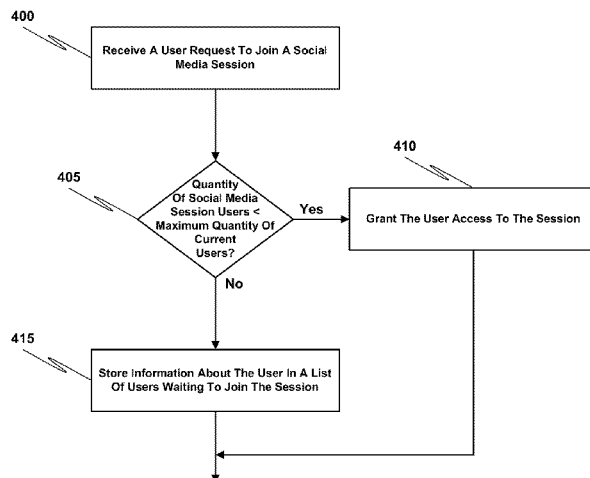 400
Receive A User Request To Join A Social
Media Session
405
Quantity
Of Social Media
Session Users <
Maximum Quantity Of
Current
Users?
Yes
410
Grant The User Access To The Session
No
415
Store Information About The User In A List
Of Users Waiting To Join The Session